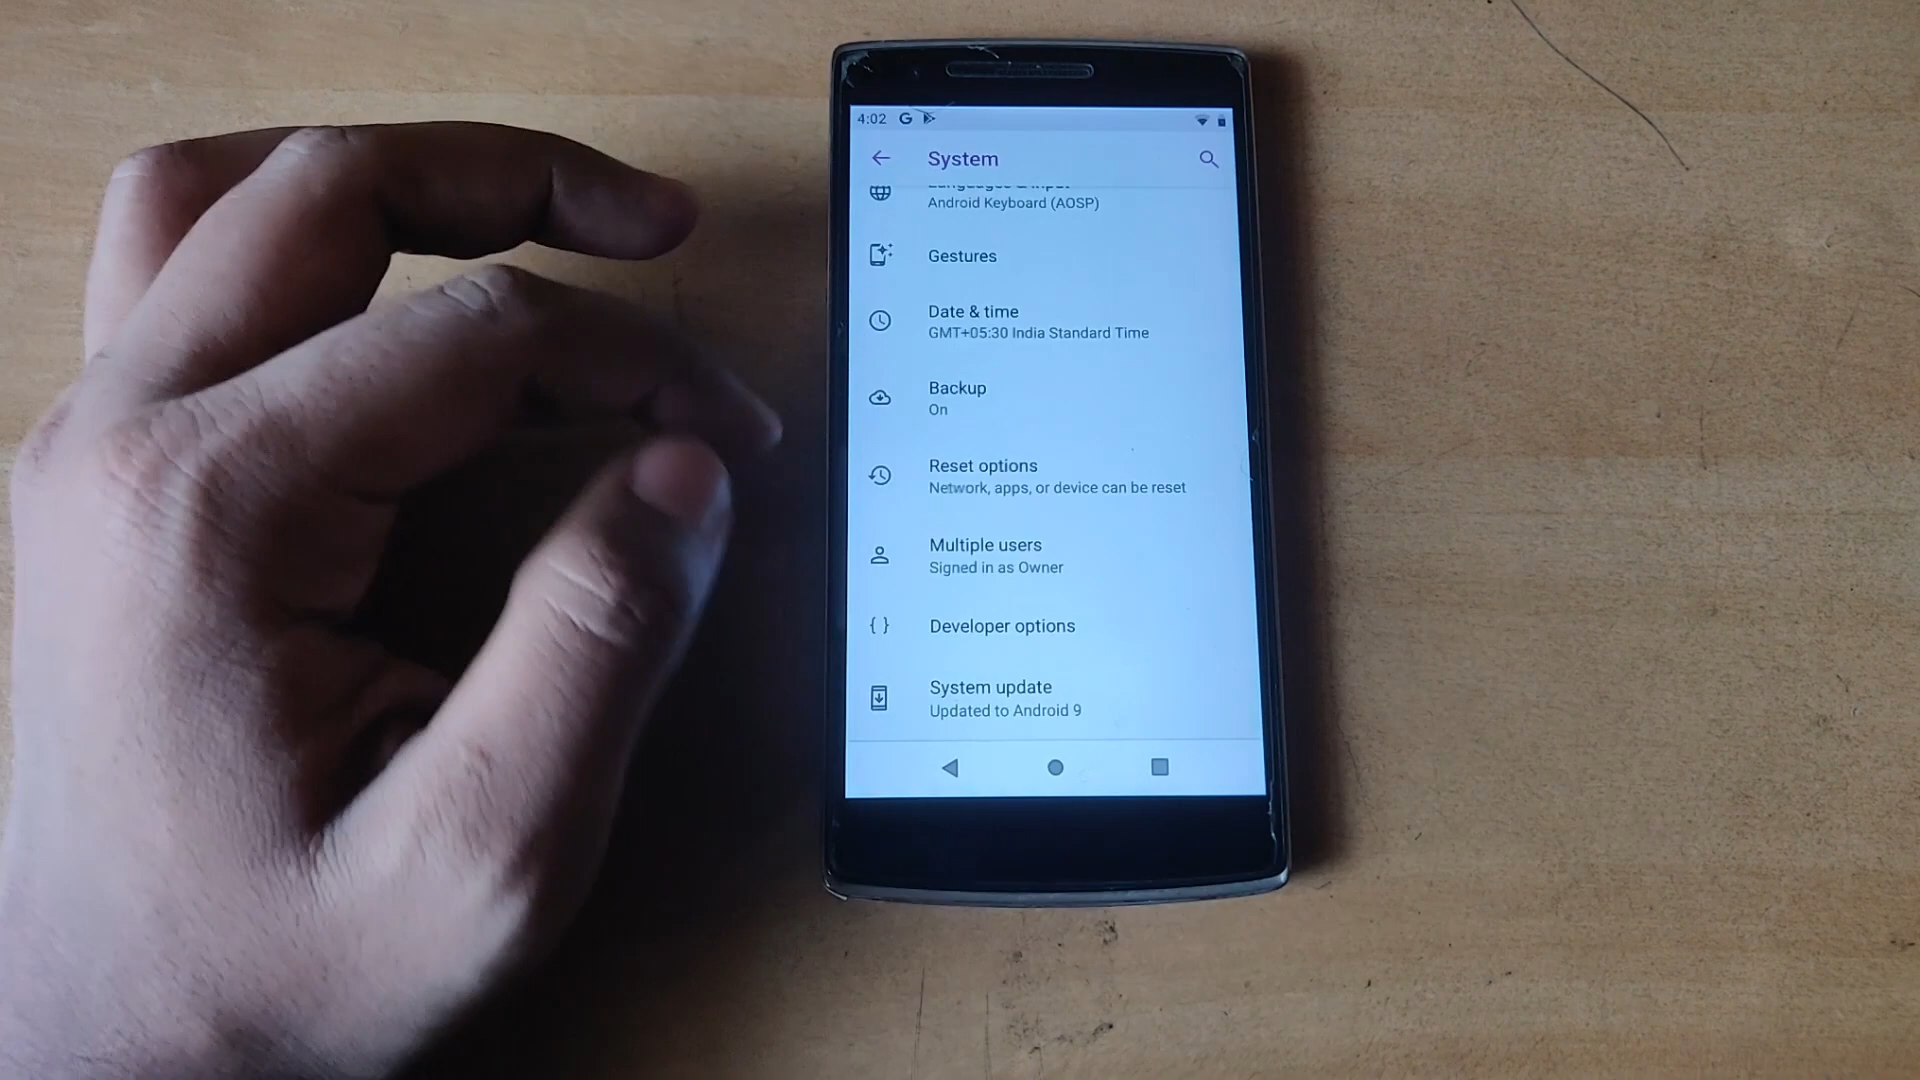 4:02 G
System
Languages & input
Android Keyboard (AOSP)
Gestures
Date & time
GMT+05:30 India Standard Time
Backup
On
Reset options
Network, apps, or device can be reset
Multiple users
Signed in as Owner
{ } Developer options
System update
Updated to Android 9